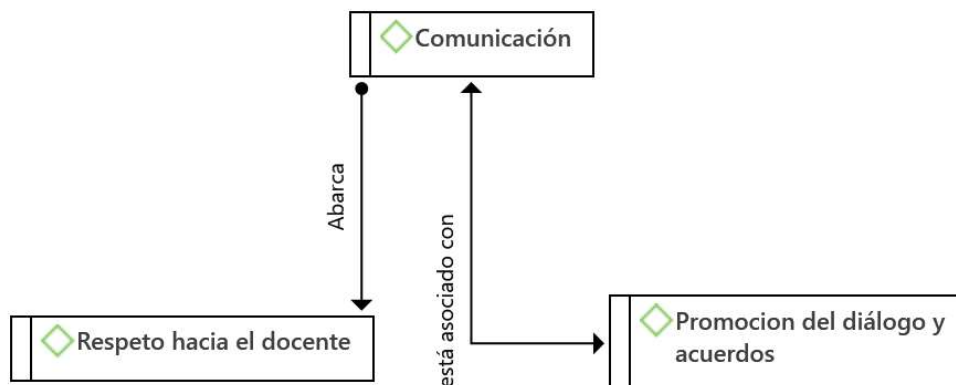 Comunicación
Abarca
está asociado con
Respeto hacia el docente
Promocion del diálogo y
acuerdos